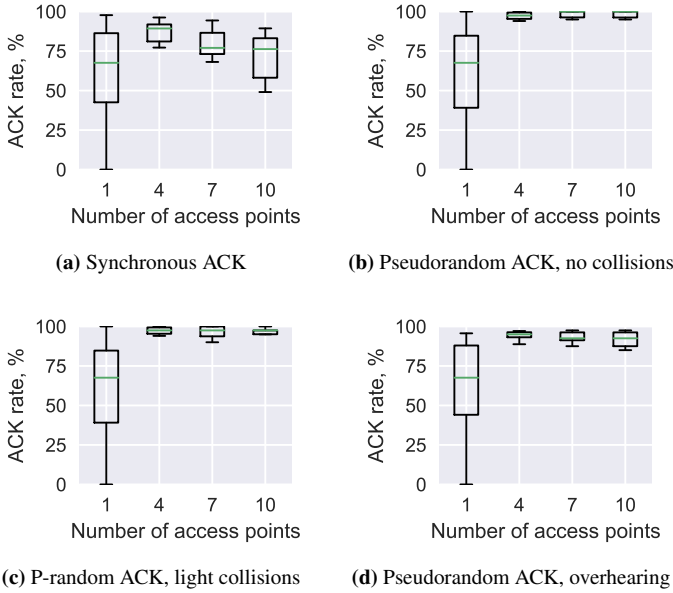 100
75
50
25
0
ACK rate, %
1 4 7 10
Number of access points
(a) Synchronous ACK
100
75
50
25
0
ACK rate, %
1 4 7 10
Number of access points
(b) Pseudorandom ACK, no collisions
100
75
50
25
0
ACK rate, %
1 4 7 10
Number of access points
(c) P-random ACK, light collisions
100
75
50
25
0
ACK rate, %
1 4 7 10
Number of access points
(d) Pseudorandom ACK, overhearing